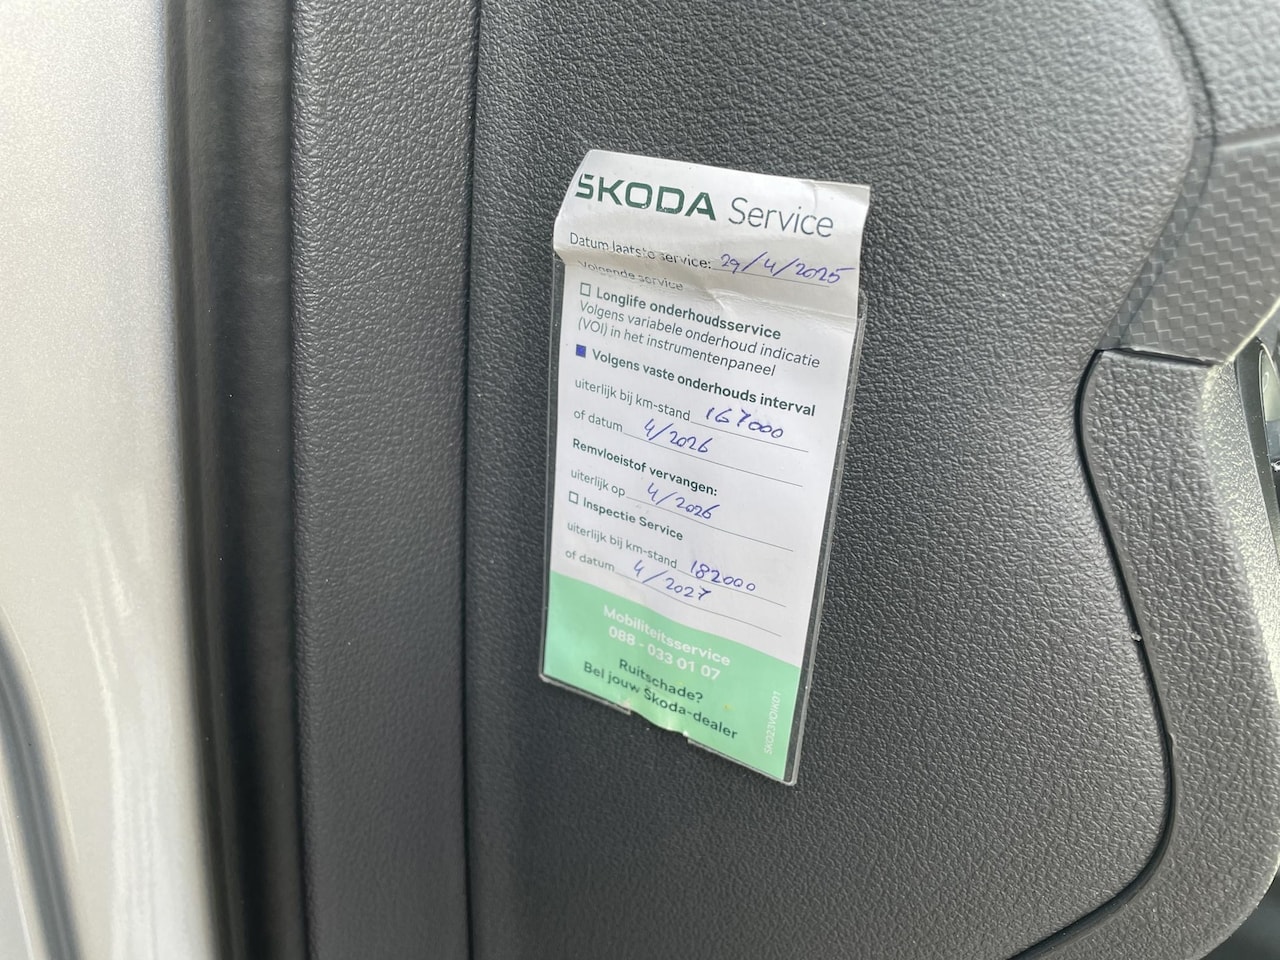 ŠKODA Service
Datum laatste service: 29/4/2025
Volgende service
Longlife onderhoudsservice
Volgens variabele onderhoud indicatie
(VOI) in het instrumentenpaneel
Volgens vaste onderhouds interval
uiterlijk bij km-stand 167000
of datum 4/2026
Remvloeistof vervangen:
uiterlijk op 4/2026
Inspectie Service
uiterlijk bij km-stand 182000
of datum 4/2027
Mobiliteitsservice
088 - 033 01 07
Ruitschade?
Bel jouw Škoda-dealer
SKO23VOIK01